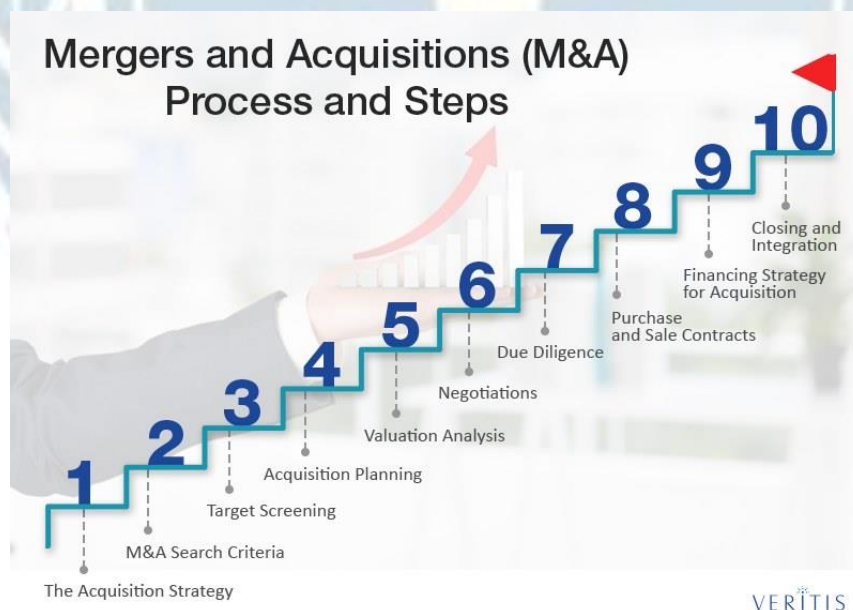 Mergers and Acquisitions (M&A)
Process and Steps
1
The Acquisition Strategy
2
M&A Search Criteria
3
Target Screening
4
Acquisition Planning
5
Valuation Analysis
6
Negotiations
7
Due Diligence
8
Purchase
and Sale Contracts
9
Financing Strategy
for Acquisition
10
Closing and
Integration
VERITIS